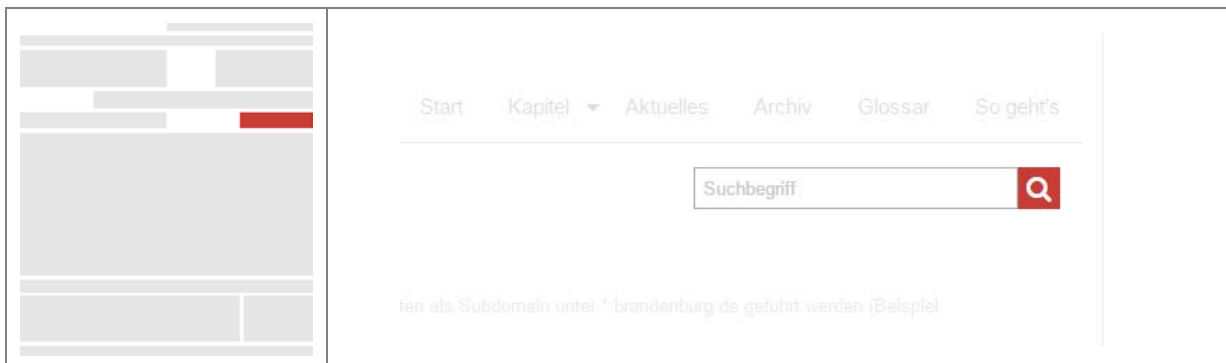 Start Kapitel Aktuelles Archiv Glossar So geht's
Suchbegriff
ten als Subdomain unter *.brandenburg.de geführt werden (Beispiel: